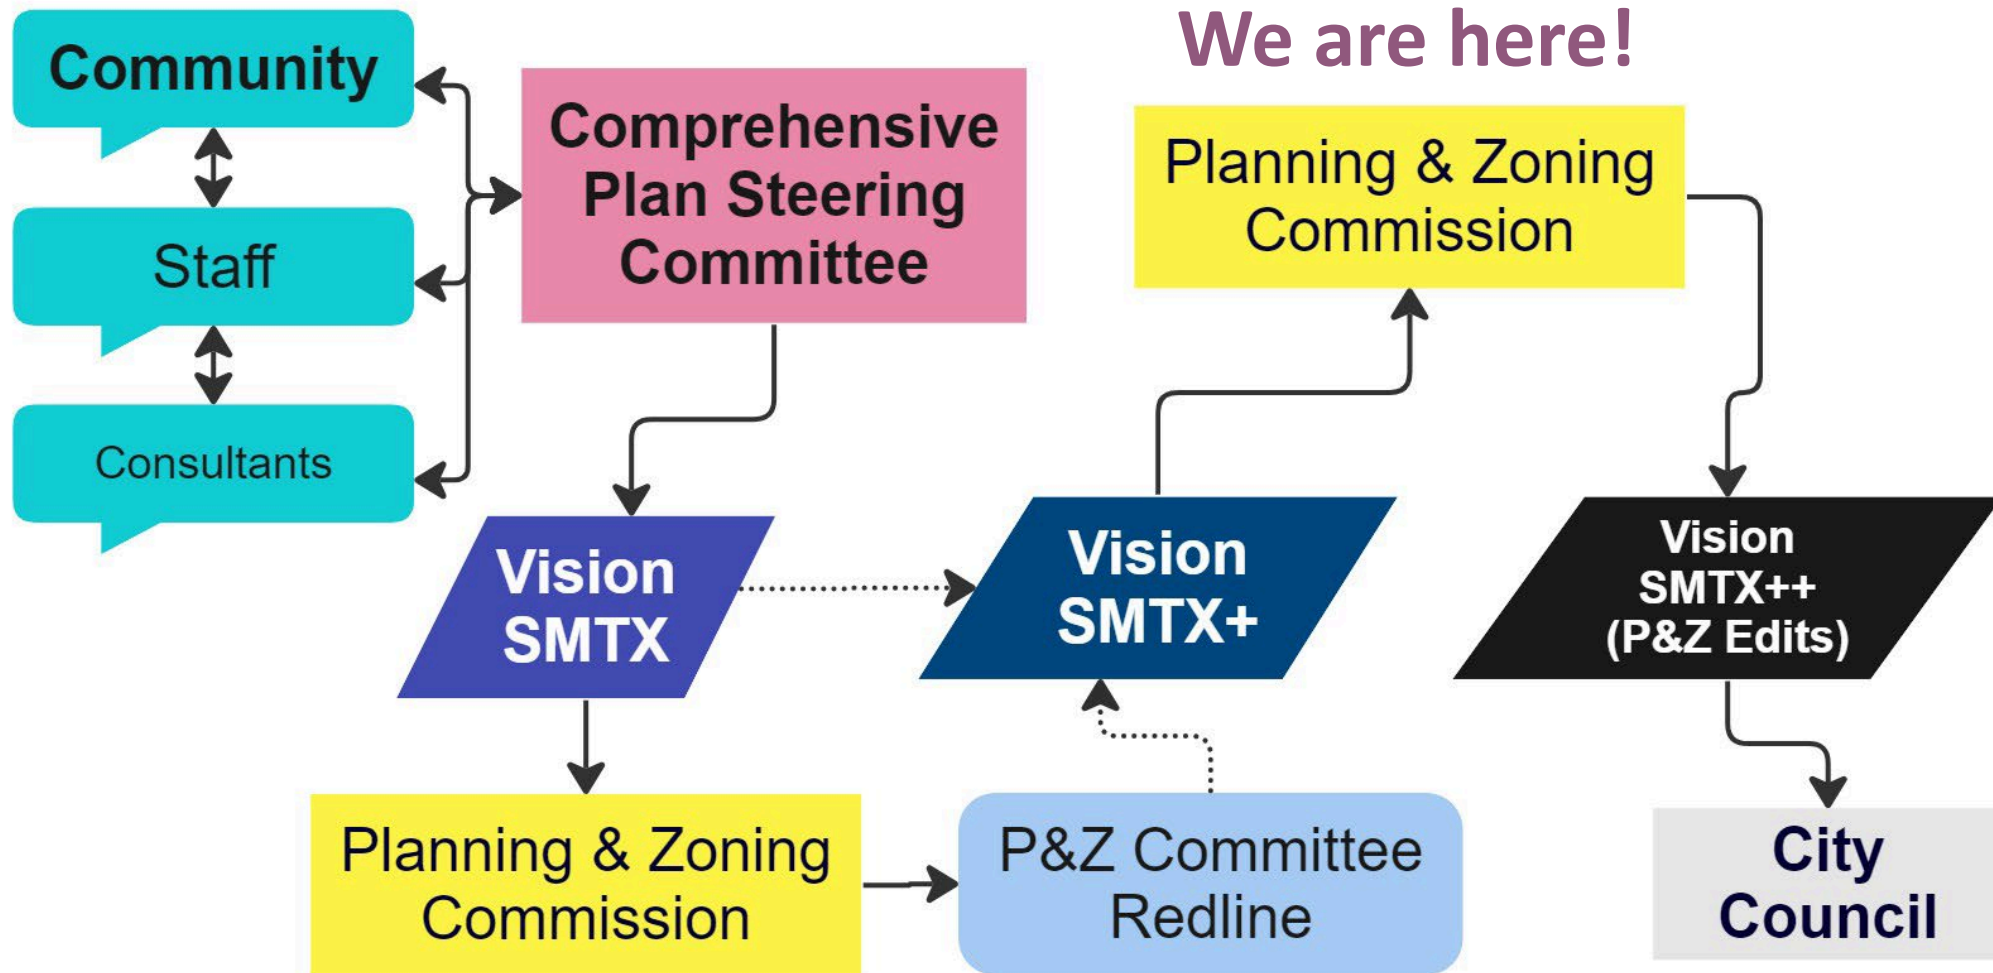 We are here!
Community
Staff
Consultants
Comprehensive
Plan Steering
Committee
Planning & Zoning
Commission
Vision
SMTX
Vision
SMTX+
Vision
SMTX++
(P&Z Edits)
Planning & Zoning
Commission
P&Z Committee
Redline
City
Council